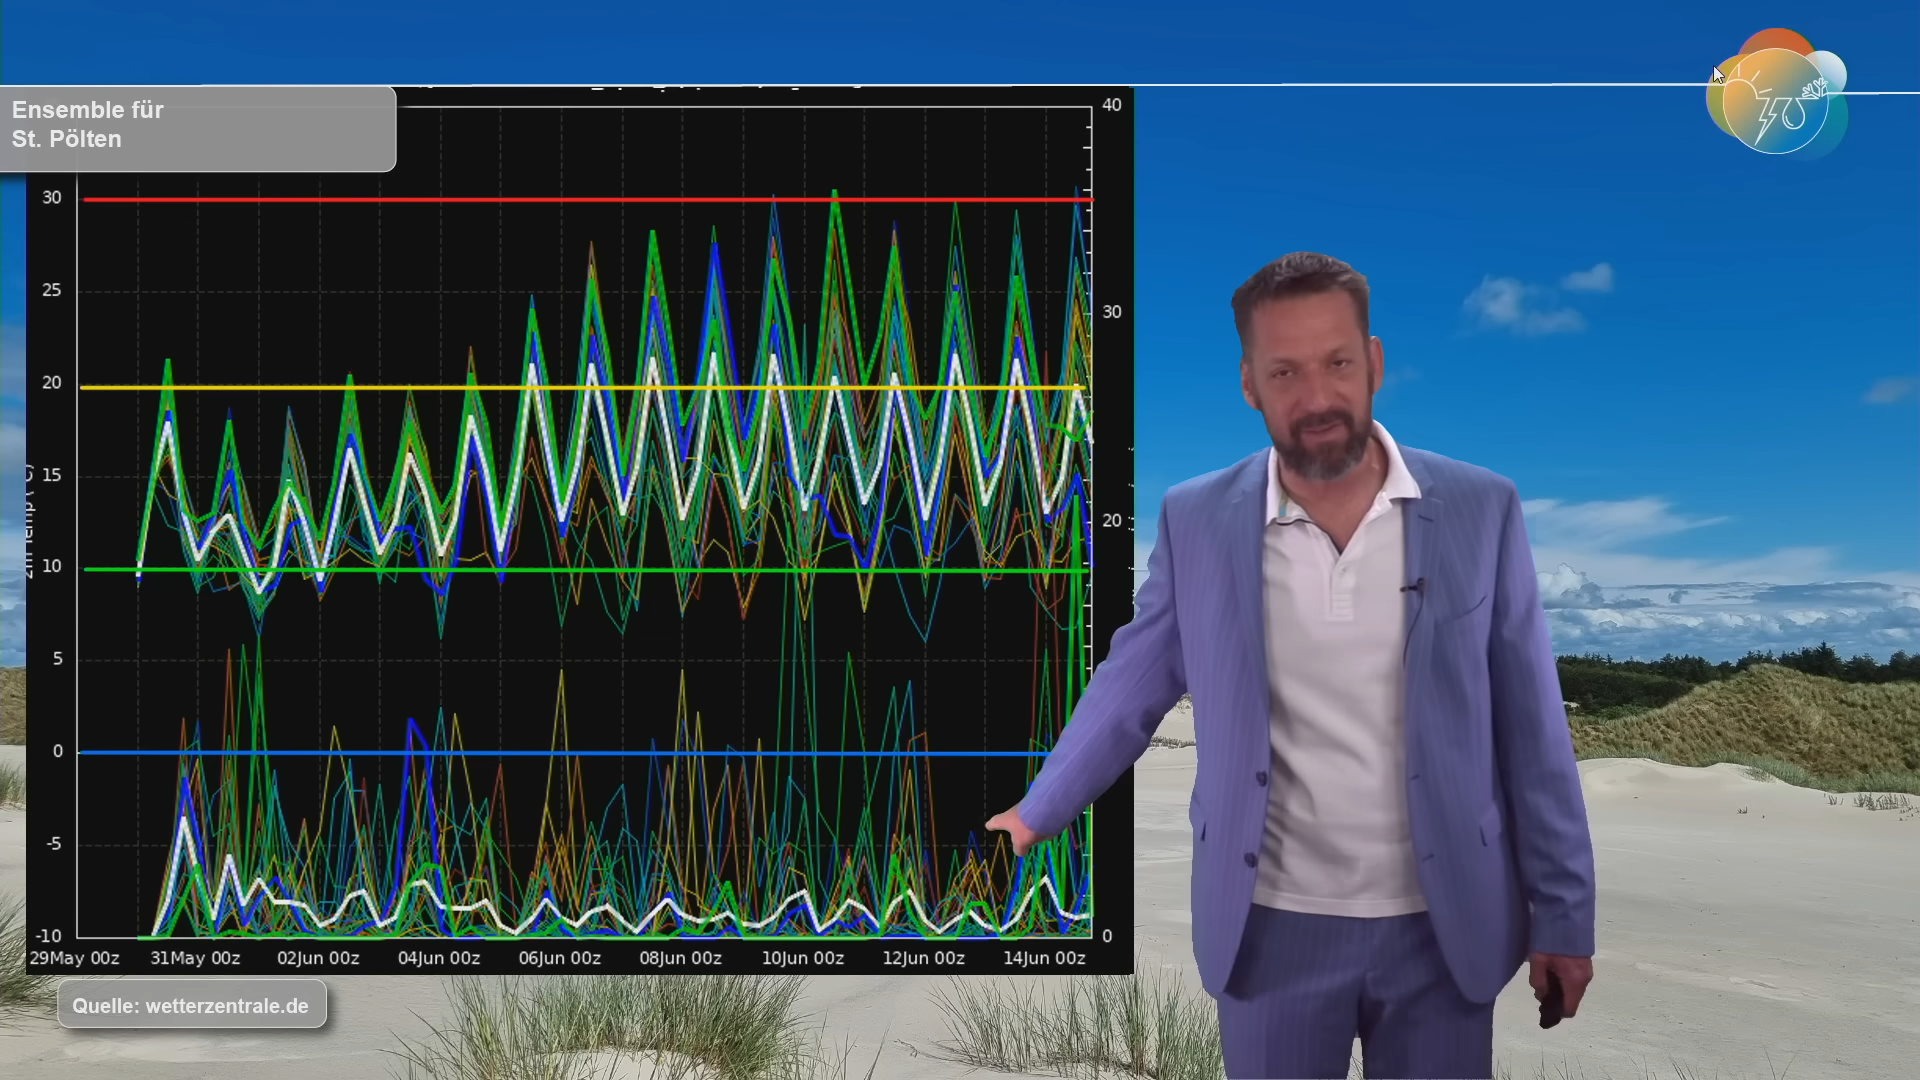 Ensemble für
St. Pölten
40
30
25
30
20
15
20
10
5
0
-5
-10
0
29May 00z
31May 00z
02Jun 00z
04Jun 00z
06Jun 00z
08Jun 00z
10Jun 00z
12Jun 00z
14Jun 00z
Quelle: wetterzentrale.de